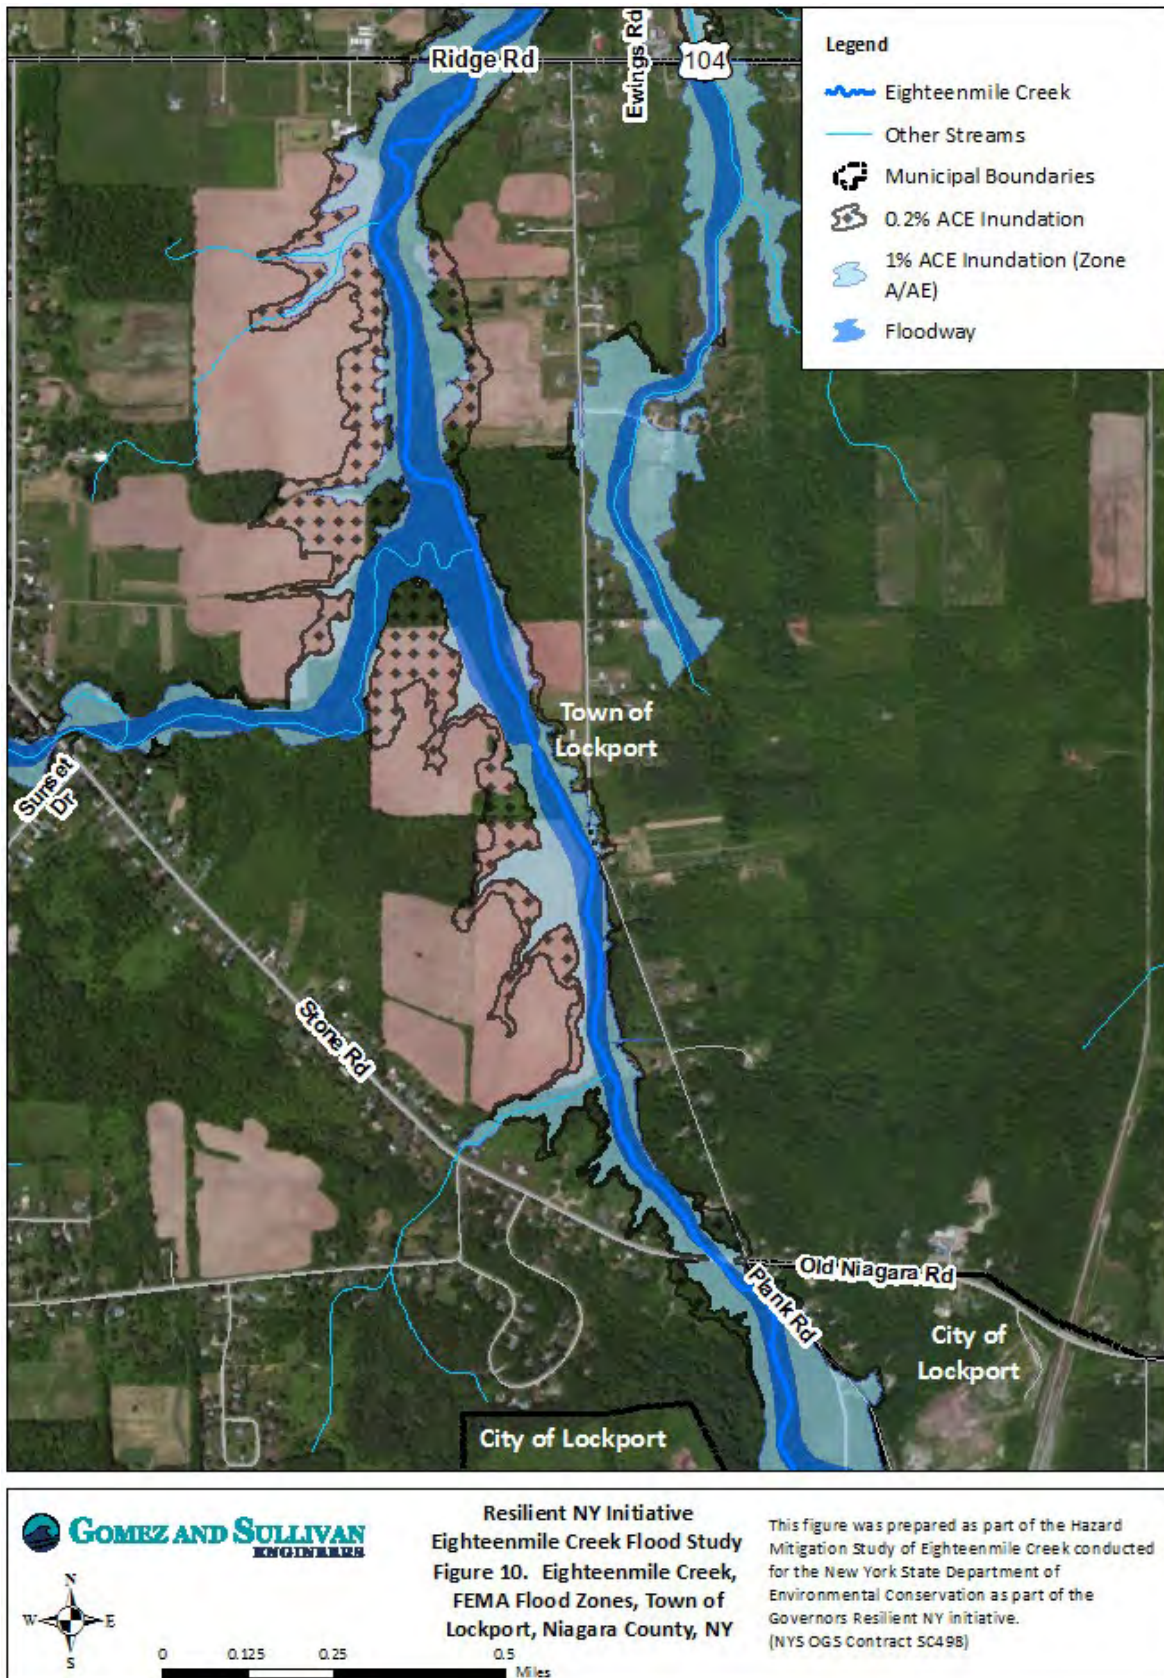 Ridge Rd
Ewings Rd
104
Legend
Eighteenmile Creek
Other Streams
Municipal Boundaries
0.2% ACE Inundation
1% ACE Inundation (Zone
A/AE)
Floodway
Town of
Lockport
Sunset
Dr
Stone Rd
Old Niagara Rd
Plank Rd
City of
Lockport
City of Lockport
GOMEZ AND SULLIVAN
ENGINEERS
N
W
E
S
0
0.125
0.25
0.5
Miles
Resilient NY Initiative
Eighteenmile Creek Flood Study
Figure 10. Eighteenmile Creek,
FEMA Flood Zones, Town of
Lockport, Niagara County, NY
This figure was prepared as part of the Hazard
Mitigation Study of Eighteenmile Creek conducted
for the New York State Department of
Environmental Conservation as part of the
Governors Resilient NY initiative.
(NYS OGS Contract SC498)